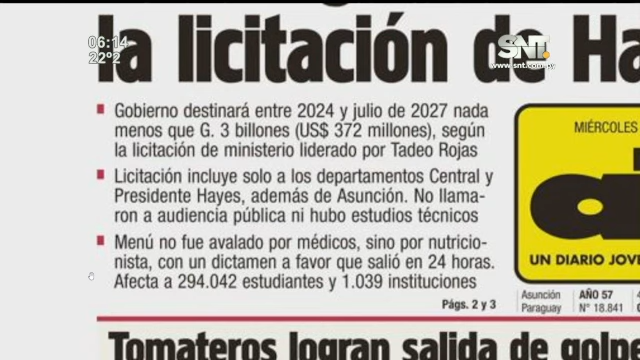 06:14
22°2
la licitación de Ha
SNT
www.snt.com.py
Gobierno destinará entre 2024 y julio de 2027 nada
menos que G. 3 billones (US$ 372 millones), según
la licitación de ministerio liderado por Tadeo Rojas
Licitación incluye solo a los departamentos Central y
Presidente Hayes, además de Asunción. No llama-
ron a audiencia pública ni hubo estudios técnicos
Menú no fue avalado por médicos, sino por nutricio-
nista, con un dictamen a favor que salió en 24 horas.
Afecta a 294.042 estudiantes y 1.039 instituciones
Págs. 2 y 3
MIÉRCOLES
UN DIARIO JOVE
Asunción
Paraguay
AÑO 57
N° 18.841
Tomateros logran salida de golpe